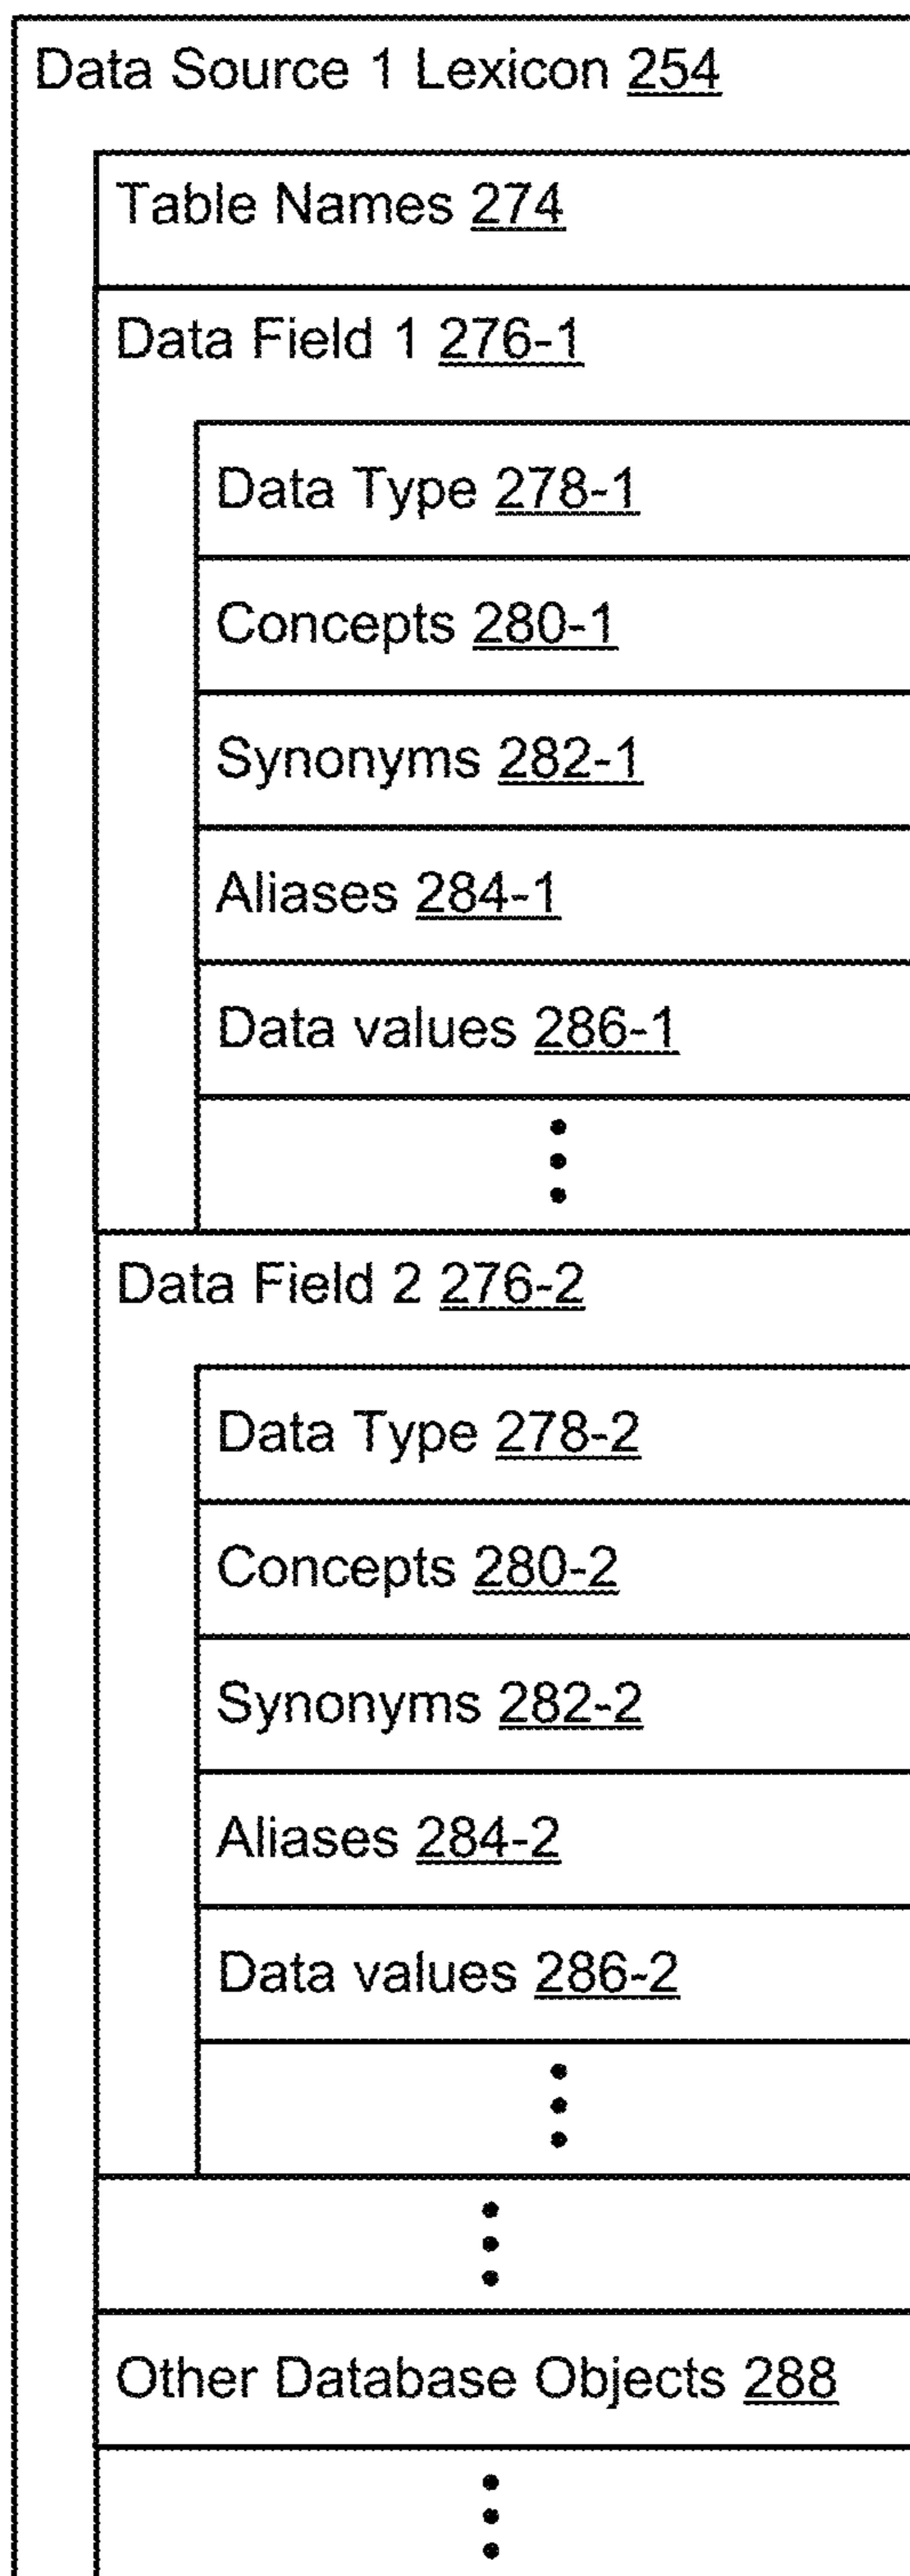 Data Source 1 Lexicon 254
Table Names 274
Data Field 1 276-1
Data Type 278-1
Concepts 280-1
Synonyms 282-1
Aliases 284-1
Data values 286-1
Data Field 2 276-2
Data Type 278-2
Concepts 280-2
Synonyms 282-2
Aliases 284-2
Data values 286-2
Other Database Objects 288